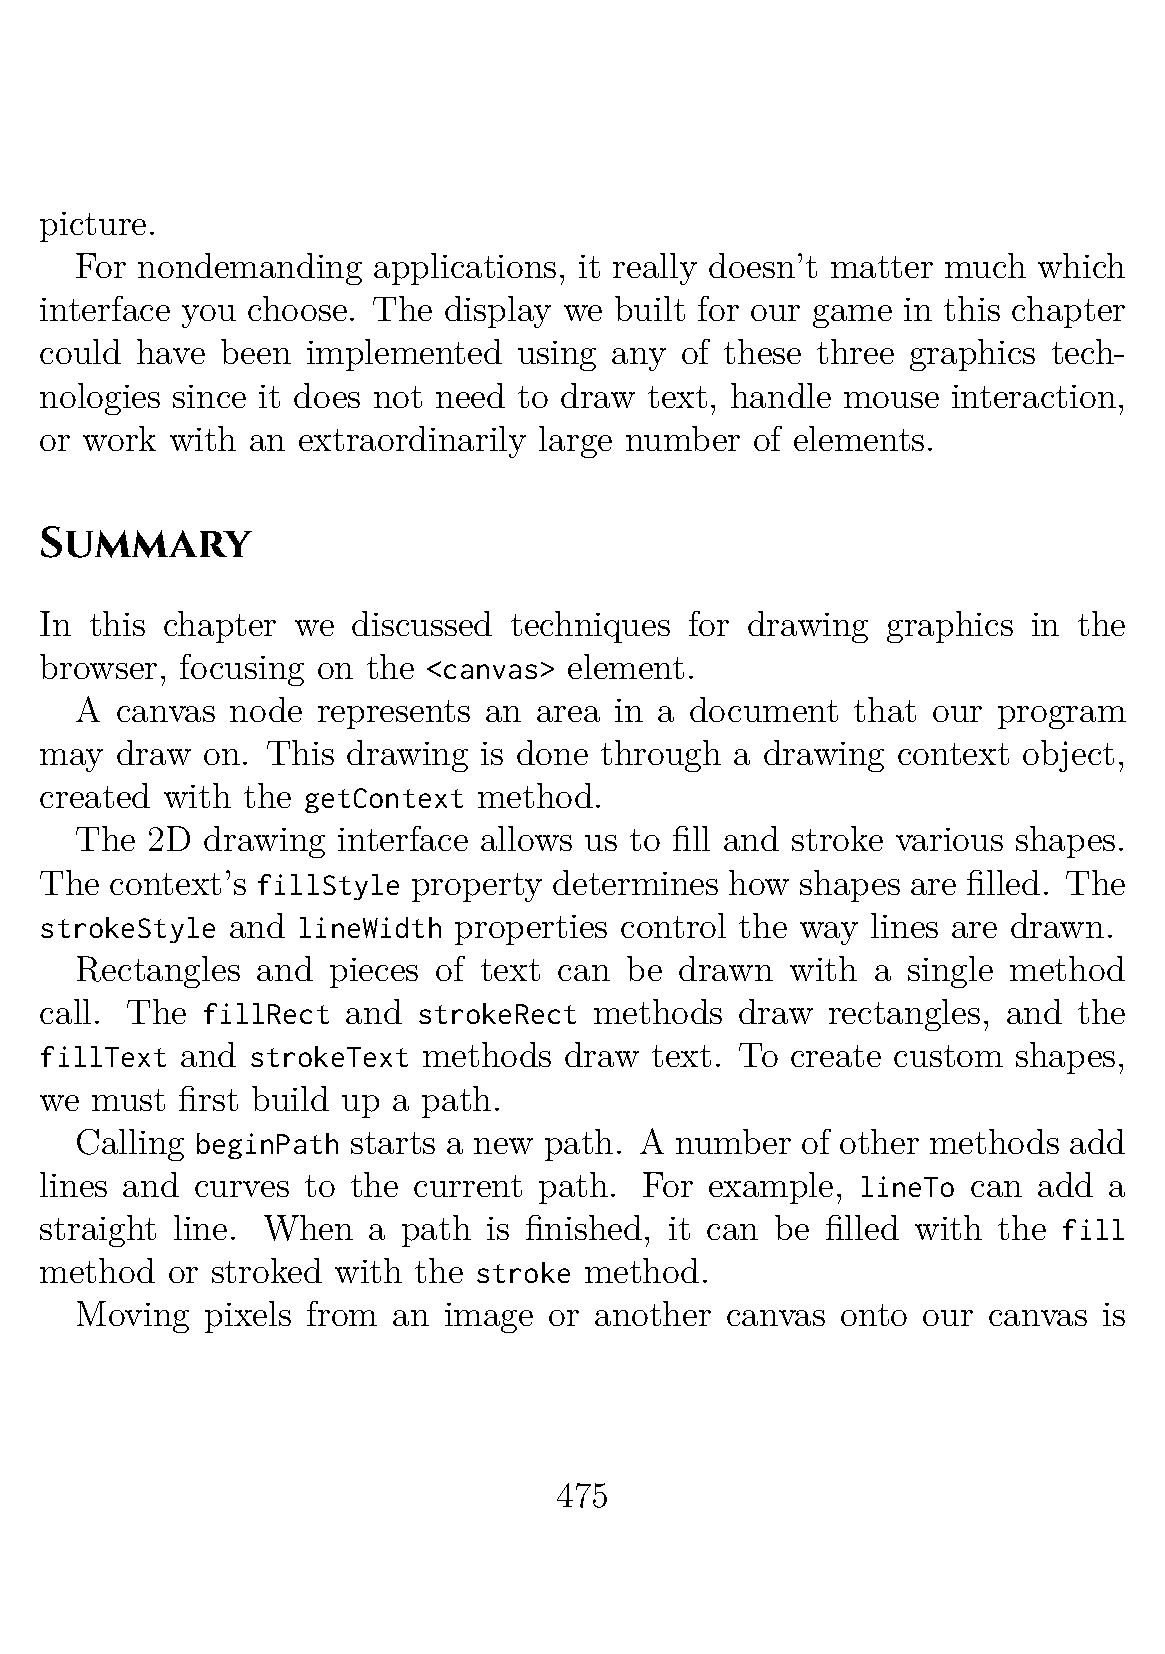 picture.
For nondemanding applications, it really doesn't matter much which
interface you choose. The display we built for our game in this chapter
could have been implemented using any of these three graphics tech-
nologies since it does not need to draw text, handle mouse interaction,
or work with an extraordinarily large number of elements.
Summary
In this chapter we discussed techniques for drawing graphics in the
browser, focusing on the <canvas> element.
A canvas node represents an area in a document that our program
may draw on. This drawing is done through a drawing context object,
created with the getContext method.
The 2D drawing interface allows us to fill and stroke various shapes.
The context's fillStyle property determines how shapes are filled. The
strokeStyle and lineWidth properties control the way lines are drawn.
Rectangles and pieces of text can be drawn with a single method
call. The fillRect and strokeRect methods draw rectangles, and the
fillText and strokeText methods draw text. To create custom shapes,
we must first build up a path.
Calling beginPath starts a new path. A number of other methods add
lines and curves to the current path. For example, lineTo can add a
straight line. When a path is finished, it can be filled with the fill
method or stroked with the stroke method.
Moving pixels from an image or another canvas onto our canvas is
475